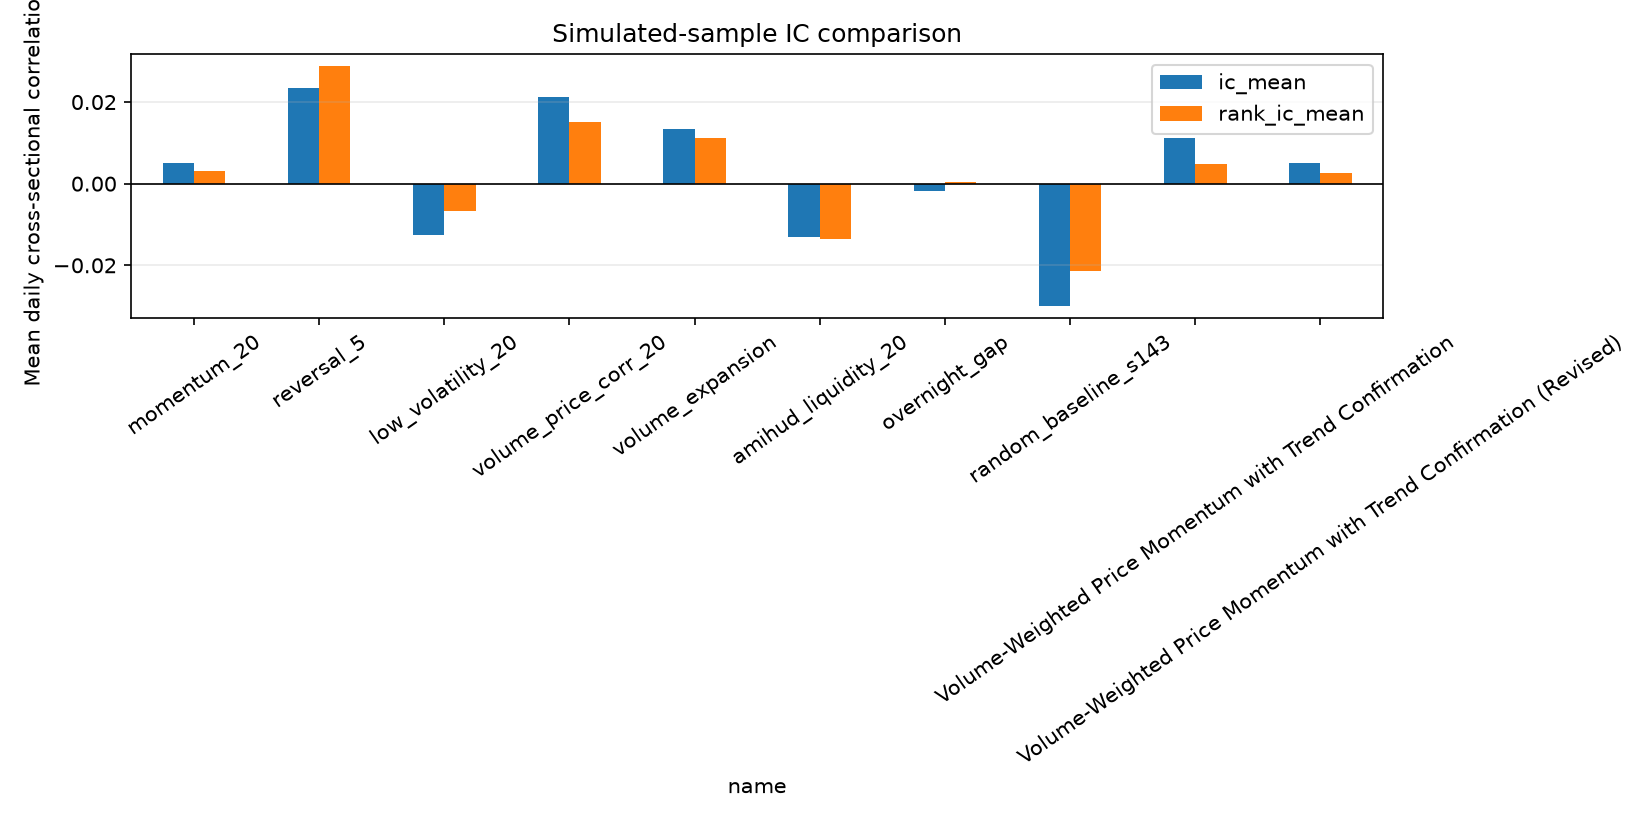 Simulated-sample IC comparison
Mean daily cross-sectional
0.02
0.00
−0.02
ic_mean
rank_ic_mean
momentum_20
reversal_5
low_volatility_20
volume_price_corr_20
volume_expansion
amihud_liquidity_20
overnight_gap
random_baseline_s143
Volume-Weighted Price Momentum with Trend Confirmation
Volume-Weighted Price Momentum with Trend Confirmation (Revised)
name